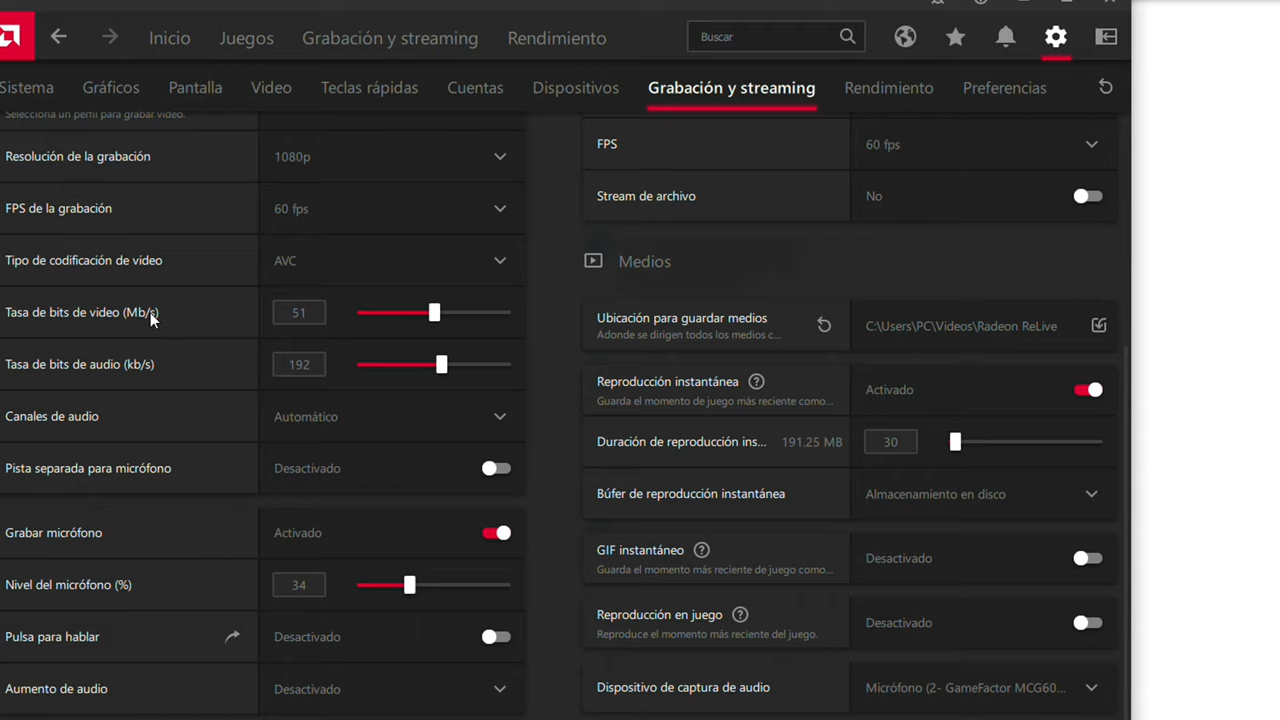 Inicio
Juegos
Grabación y streaming
Rendimiento
Buscar
Sistema
Gráficos
Pantalla
Video
Teclas rápidas
Cuentas
Dispositivos
Grabación y streaming
Rendimiento
Preferencias
Selecciona un perfil para grabar video.
Resolución de la grabación
1080p
FPS de la grabación
60 fps
Tipo de codificación de video
AVC
Tasa de bits de video (Mb/s)
51
Tasa de bits de audio (kb/s)
192
Canales de audio
Automático
Pista separada para micrófono
Desactivado
Grabar micrófono
Activado
Nivel del micrófono (%)
34
Pulsa para hablar
Desactivado
Aumento de audio
Desactivado
FPS
60 fps
Stream de archivo
No
Medios
Ubicación para guardar medios
Adonde se dirigen todos los medios c...
C:\Users\PC\Videos\Radeon ReLive
Reproducción instantánea
Guarda el momento de juego más reciente como...
Activado
Duración de reproducción ins...
191.25 MB
30
Búfer de reproducción instantánea
Almacenamiento en disco
GIF instantáneo
Guarda el momento más reciente de juego como...
Desactivado
Reproducción en juego
Reproduce el momento más reciente del juego.
Desactivado
Dispositivo de captura de audio
Micrófono (2- GameFactor MCG60...